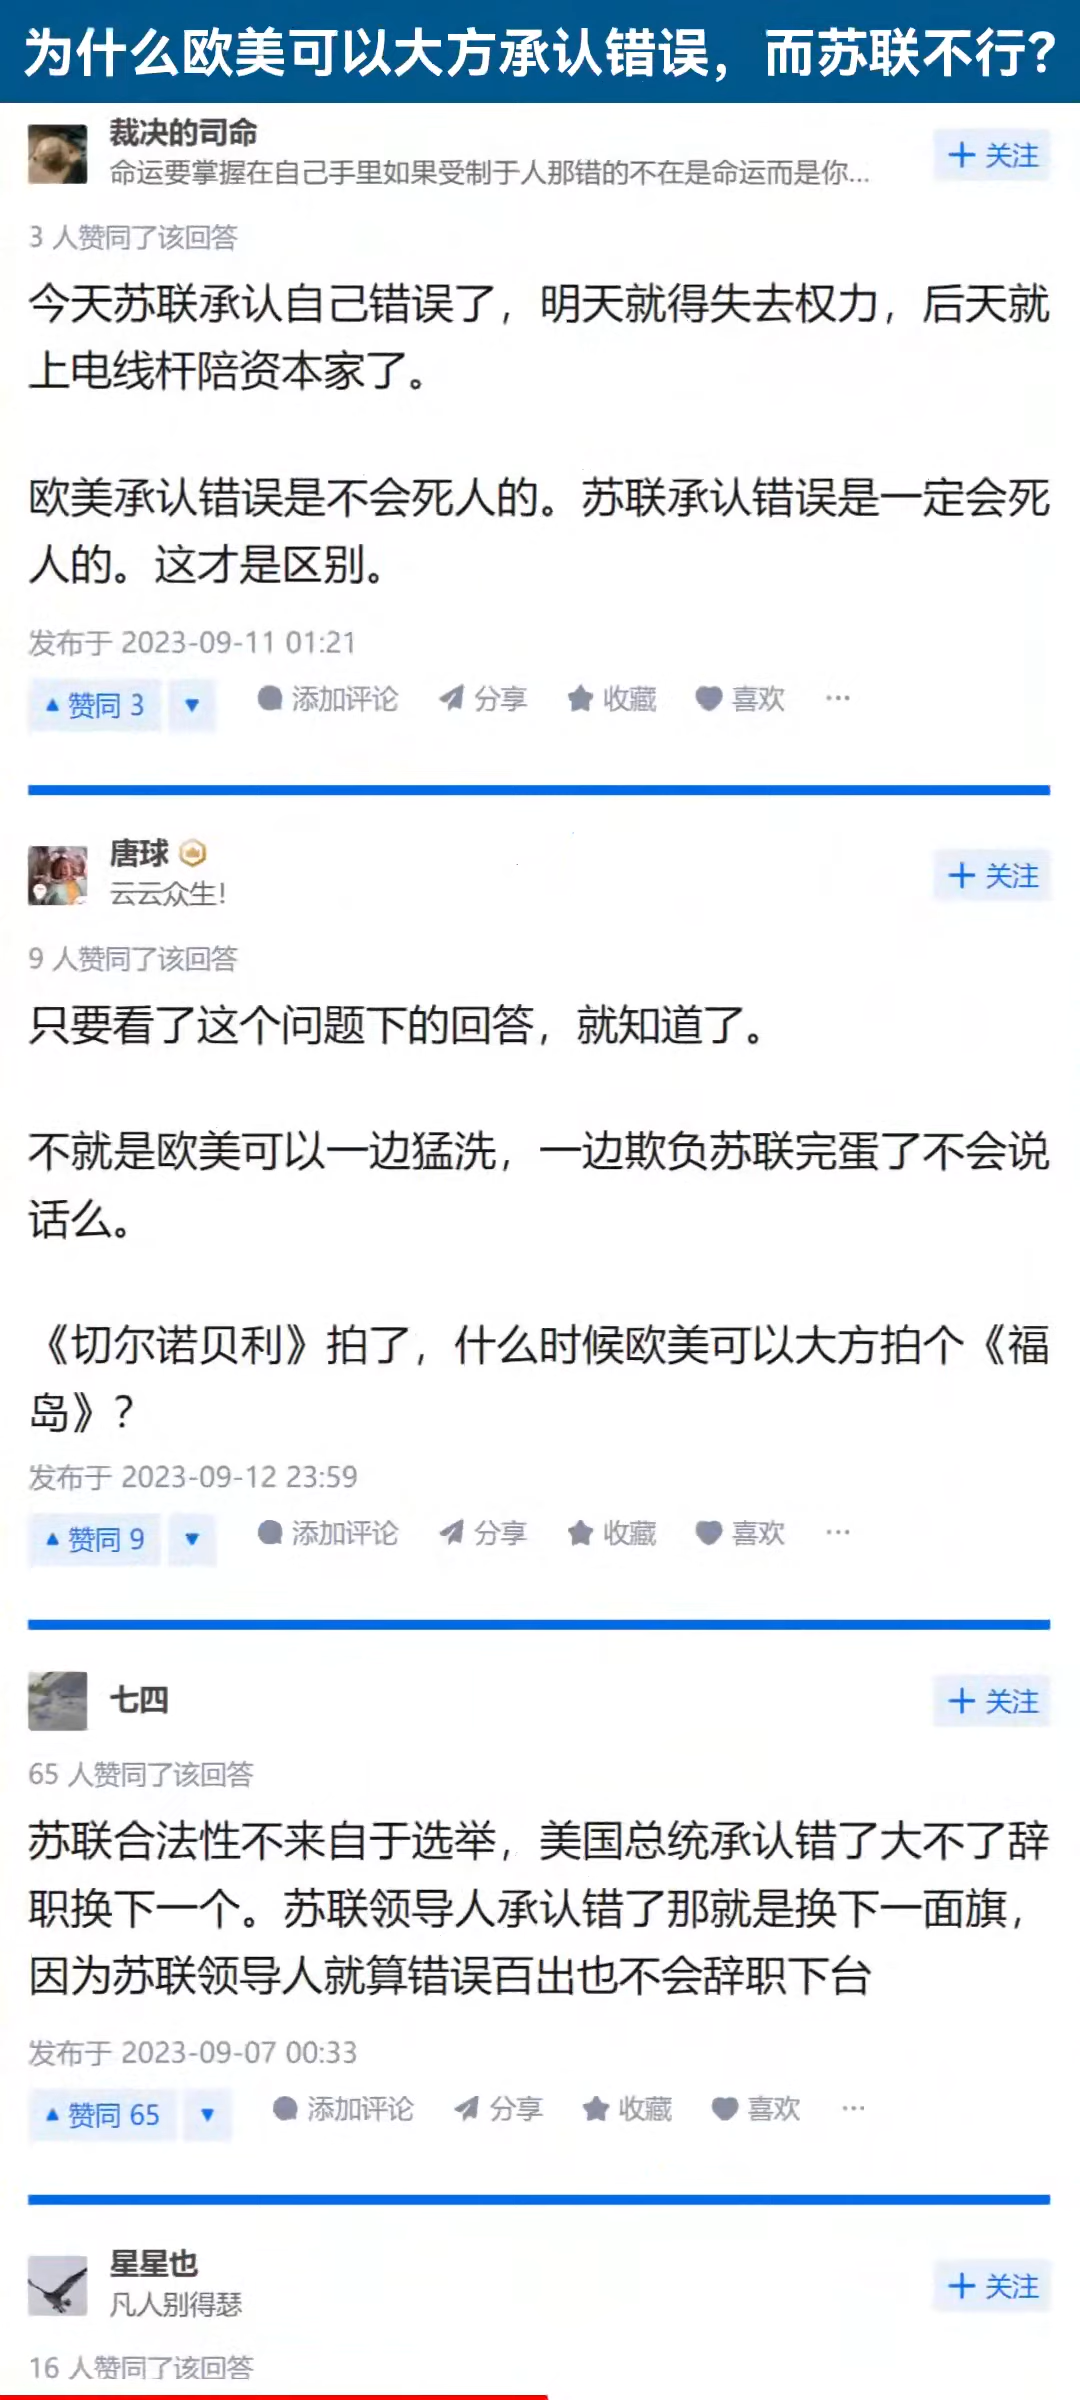 为什么欧美可以大方承认错误，而苏联不行？
裁决的司命
命运要掌握在自己手里如果受制于人那错的不在是命运而是你...
+ 关注
3 人赞同了该回答
今天苏联承认自己错误了，明天就得失去权力，后天就
上电线杆陪资本家了。
欧美承认错误是不会死人的。苏联承认错误是一定会死
人的。这才是区别。
发布于 2023-09-11 01:21
▲ 赞同 3 ▼ 添加评论 分享 收藏 喜欢 ···
唐球
云云众生！
+ 关注
9 人赞同了该回答
只要看了这个问题下的回答，就知道了。
不就是欧美可以一边猛洗，一边欺负苏联完蛋了不会说
话么。
《切尔诺贝利》拍了，什么时候欧美可以大方拍个《福
岛》？
发布于 2023-09-12 23:59
▲ 赞同 9 ▼ 添加评论 分享 收藏 喜欢 ···
七四
+ 关注
65 人赞同了该回答
苏联合法性不来自于选举，美国总统承认错了大不了辞
职换下一个。苏联领导人承认错了那就是换下一面旗，
因为苏联领导人就算错误百出也不会辞职下台
发布于 2023-09-07 00:33
▲ 赞同 65 ▼ 添加评论 分享 收藏 喜欢 ···
星星也
凡人别得瑟
+ 关注
16 人赞同了该回答